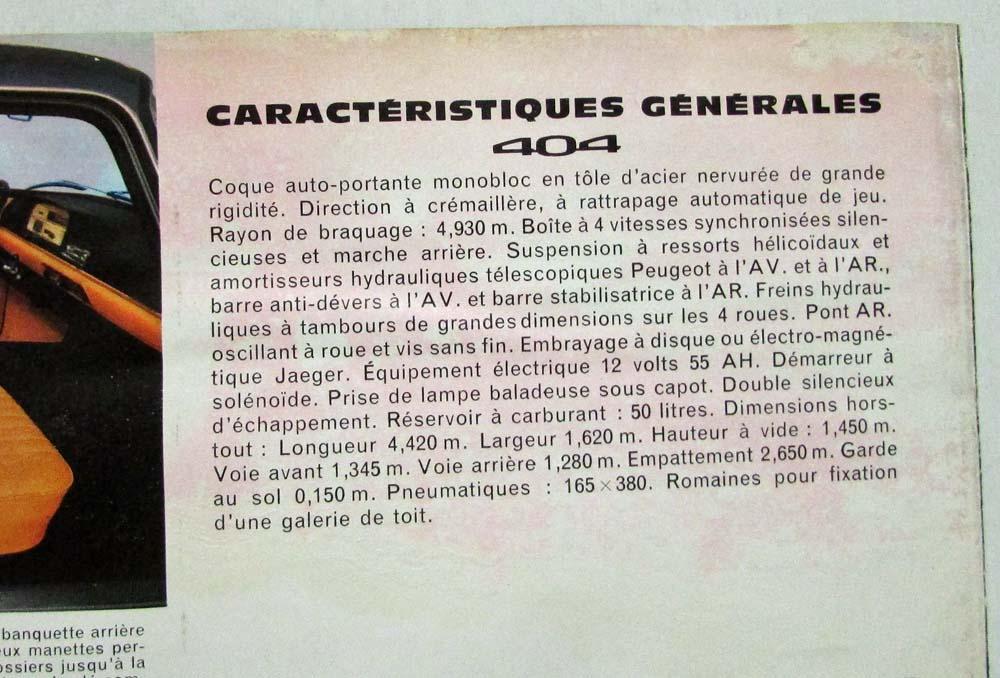 CARACTÉRISTIQUES GÉNÉRALES
404
Coque auto-portante monobloc en tôle d'acier nervurée de grande
rigidité. Direction à crémaillère, à rattrapage automatique de jeu.
Rayon de braquage : 4,930 m. Boîte à 4 vitesses synchronisées silen-
cieuses et marche arrière. Suspension à ressorts hélicoïdaux et
amortisseurs hydrauliques télescopiques Peugeot à l'AV. et à l'AR.,
barre anti-dévers à l'AV. et barre stabilisatrice à l'AR. Freins hydrau-
liques à tambours de grandes dimensions sur les 4 roues. Pont AR.
oscillant à roue et vis sans fin. Embrayage à disque ou électro-magné-
tique Jaeger. Équipement électrique 12 volts 55 AH. Démarreur à
solénoïde. Prise de lampe baladeuse sous capot. Double silencieux
d'échappement. Réservoir à carburant : 50 litres. Dimensions hors-
tout : Longueur 4,420 m. Largeur 1,620 m. Hauteur à vide : 1,450 m.
Voie avant 1,345 m. Voie arrière 1,280 m. Empattement 2,650 m. Garde
au sol 0,150 m. Pneumatiques : 165 × 380. Romaines pour fixation
d'une galerie de toit.
banquette arrière
eux manettes per-
ossiers jusqu'à la